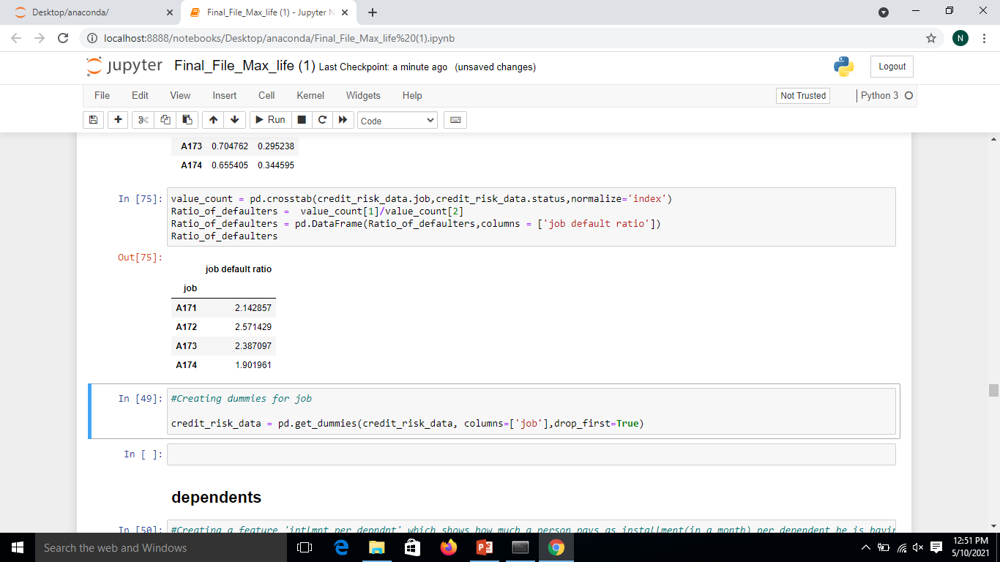 Desktop/anaconda/
Final_File_Max_life (1) - Jupyter N
localhost:8888/notebooks/Desktop/anaconda/Final_File_Max_life%20(1).ipynb
N
jupyter Final_File_Max_life (1) Last Checkpoint: a minute ago (unsaved changes)
Logout
File Edit View Insert Cell Kernel Widgets Help
Not Trusted
Python 3
Run
Code
A173 0.704762 0.295238
A174 0.655405 0.344595
In [75]: value_count = pd.crosstab(credit_risk_data.job,credit_risk_data.status,normalize='index')
Ratio_of_defaulters =  value_count[1]/value_count[2]
Ratio_of_defaulters = pd.DataFrame(Ratio_of_defaulters,columns = ['job default ratio'])
Ratio_of_defaulters
Out[75]:
job default ratio
job
A171 2.142857
A172 2.571429
A173 2.387097
A174 1.901961
In [49]: #Creating dummies for job
credit_risk_data = pd.get_dummies(credit_risk_data, columns=['job'],drop_first=True)
In [ ]:
dependents
In [50]: #Creating a feature 'intlmnt_per_depndnt' which shows how much a person pays as installment(in a month) per dependent he is havin
Search the web and Windows
12:51 PM
5/10/2021